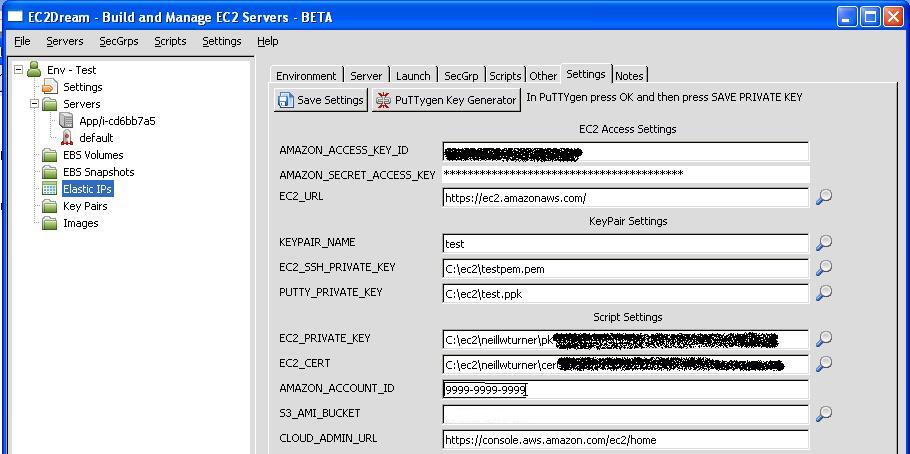 EC2Dream - Build and Manage EC2 Servers - BETA
File Servers SecGrps Scripts Settings Help
Env - Test
Settings
Servers
App/i-cd6bb7a5
default
EBS Volumes
EBS Snapshots
Elastic IPs
Key Pairs
Images
Environment Server Launch SecGrp Scripts Other Settings Notes
Save Settings PuTTYgen Key Generator In PuTTYgen press OK and then press SAVE PRIVATE KEY
EC2 Access Settings
AMAZON_ACCESS_KEY_ID
AMAZON_SECRET_ACCESS_KEY ****************************************
EC2_URL https://ec2.amazonaws.com/
KeyPair Settings
KEYPAIR_NAME test
EC2_SSH_PRIVATE_KEY C:\ec2\testpem.pem
PUTTY_PRIVATE_KEY C:\ec2\test.ppk
Script Settings
EC2_PRIVATE_KEY C:\ec2\neillwturner\pk
EC2_CERT C:\ec2\neillwturner\cert
AMAZON_ACCOUNT_ID 9999-9999-9999
S3_AMI_BUCKET
CLOUD_ADMIN_URL https://console.aws.amazon.com/ec2/home